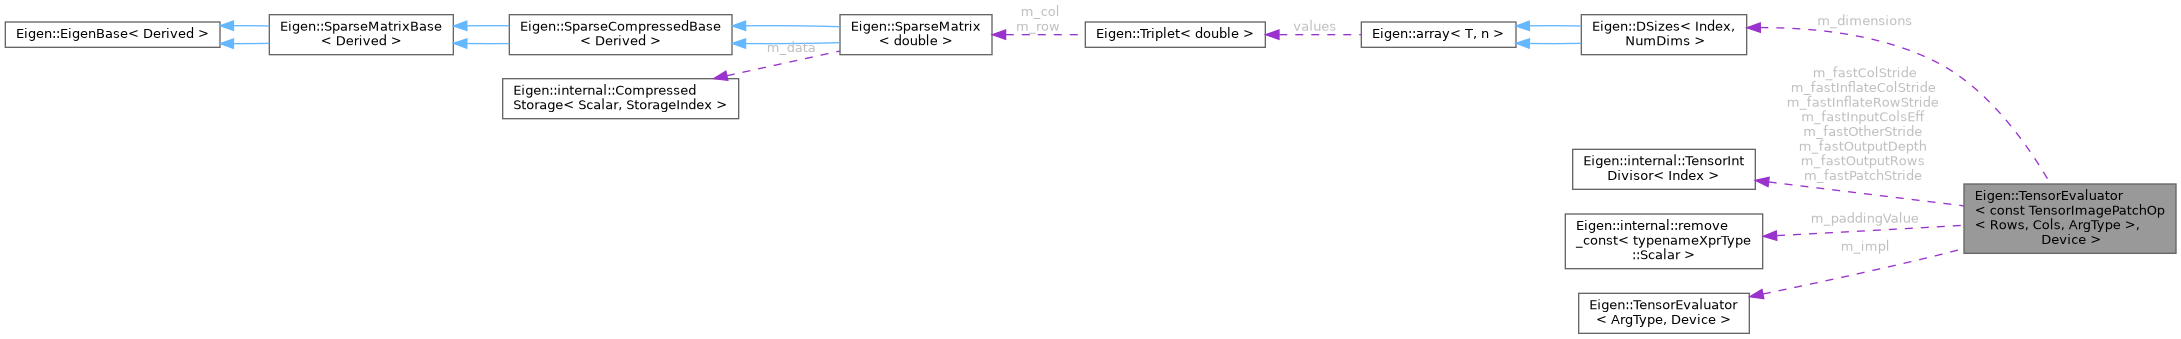 Eigen::EigenBase< Derived >
Eigen::SparseMatrixBase
< Derived >
Eigen::SparseCompressedBase
< Derived >
Eigen::internal::Compressed
Storage< Scalar, StorageIndex >
m_data
Eigen::SparseMatrix
< double >
m_col
m_row
Eigen::Triplet< double >
values
Eigen::array< T, n >
Eigen::DSizes< Index,
NumDims >
m_dimensions
m_fastColStride
m_fastInflateColStride
m_fastInflateRowStride
m_fastInputColsEff
m_fastOtherStride
m_fastOutputDepth
m_fastOutputRows
m_fastPatchStride
Eigen::internal::TensorInt
Divisor< Index >
Eigen::internal::remove
_const< typenameXprType
::Scalar >
m_paddingValue
m_impl
Eigen::TensorEvaluator
< ArgType, Device >
Eigen::TensorEvaluator
< const TensorImagePatchOp
< Rows, Cols, ArgType >,
Device >